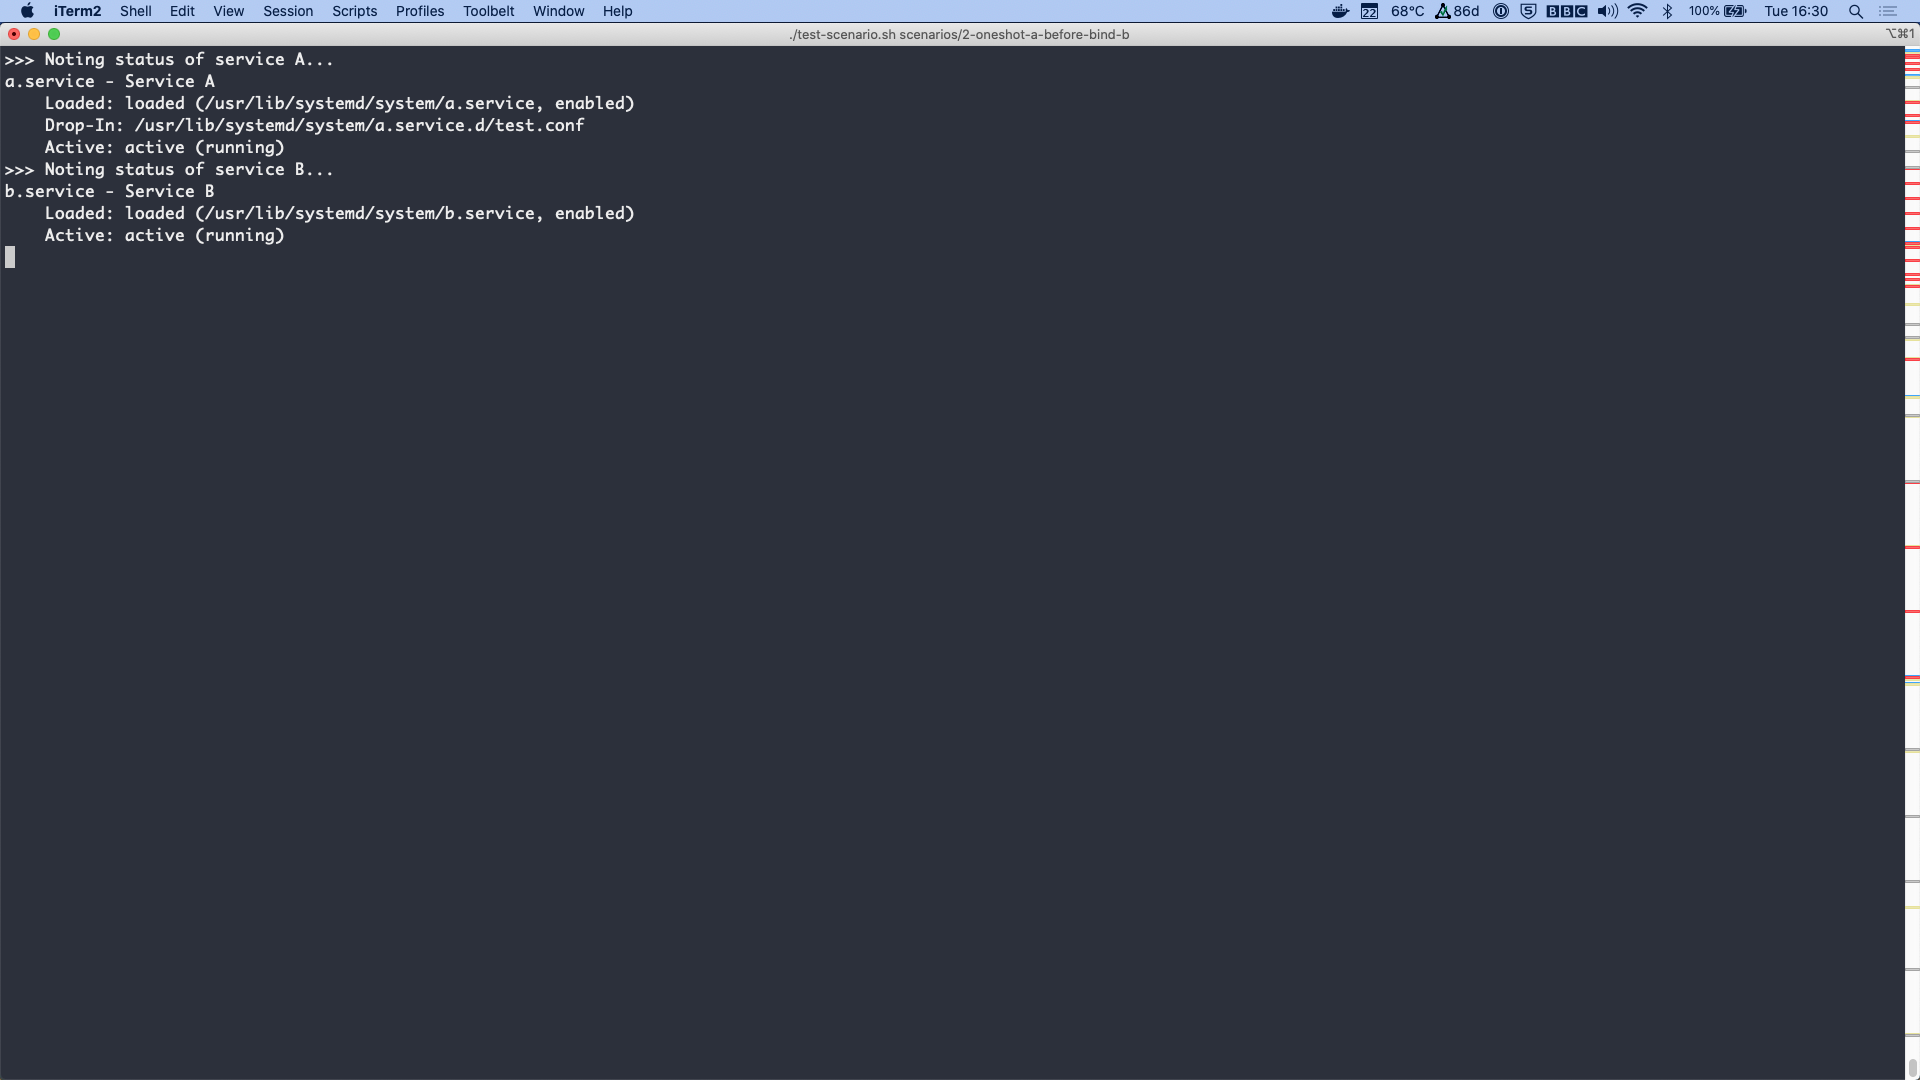 iTerm2 Shell Edit View Session Scripts Profiles Toolbelt Window Help 22 68°C 86d BBC 100% Tue 16:30
./test-scenario.sh scenarios/2-oneshot-a-before-bind-b ⌥⌘1
>>> Noting status of service A...
a.service - Service A
    Loaded: loaded (/usr/lib/systemd/system/a.service, enabled)
    Drop-In: /usr/lib/systemd/system/a.service.d/test.conf
    Active: active (running)
>>> Noting status of service B...
b.service - Service B
    Loaded: loaded (/usr/lib/systemd/system/b.service, enabled)
    Active: active (running)